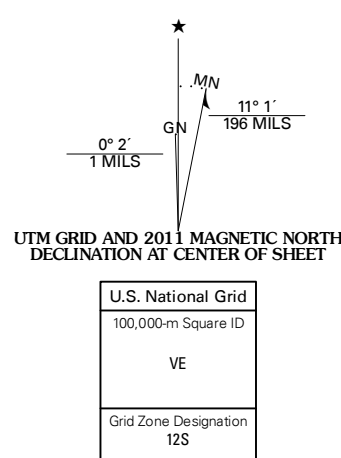 ★
MN
11° 1´
196 MILS
GN
0° 2´
1 MILS
UTM GRID AND 2011 MAGNETIC NORTH
DECLINATION AT CENTER OF SHEET
U.S. National Grid
100,000-m Square ID
VE
Grid Zone Designation
12S